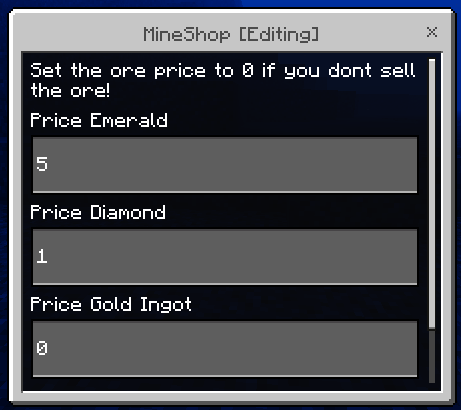 MineShop [Editing]
Set the ore price to 0 if you dont sell
the ore!
Price Emerald
5
Price Diamond
1
Price Gold Ingot
0